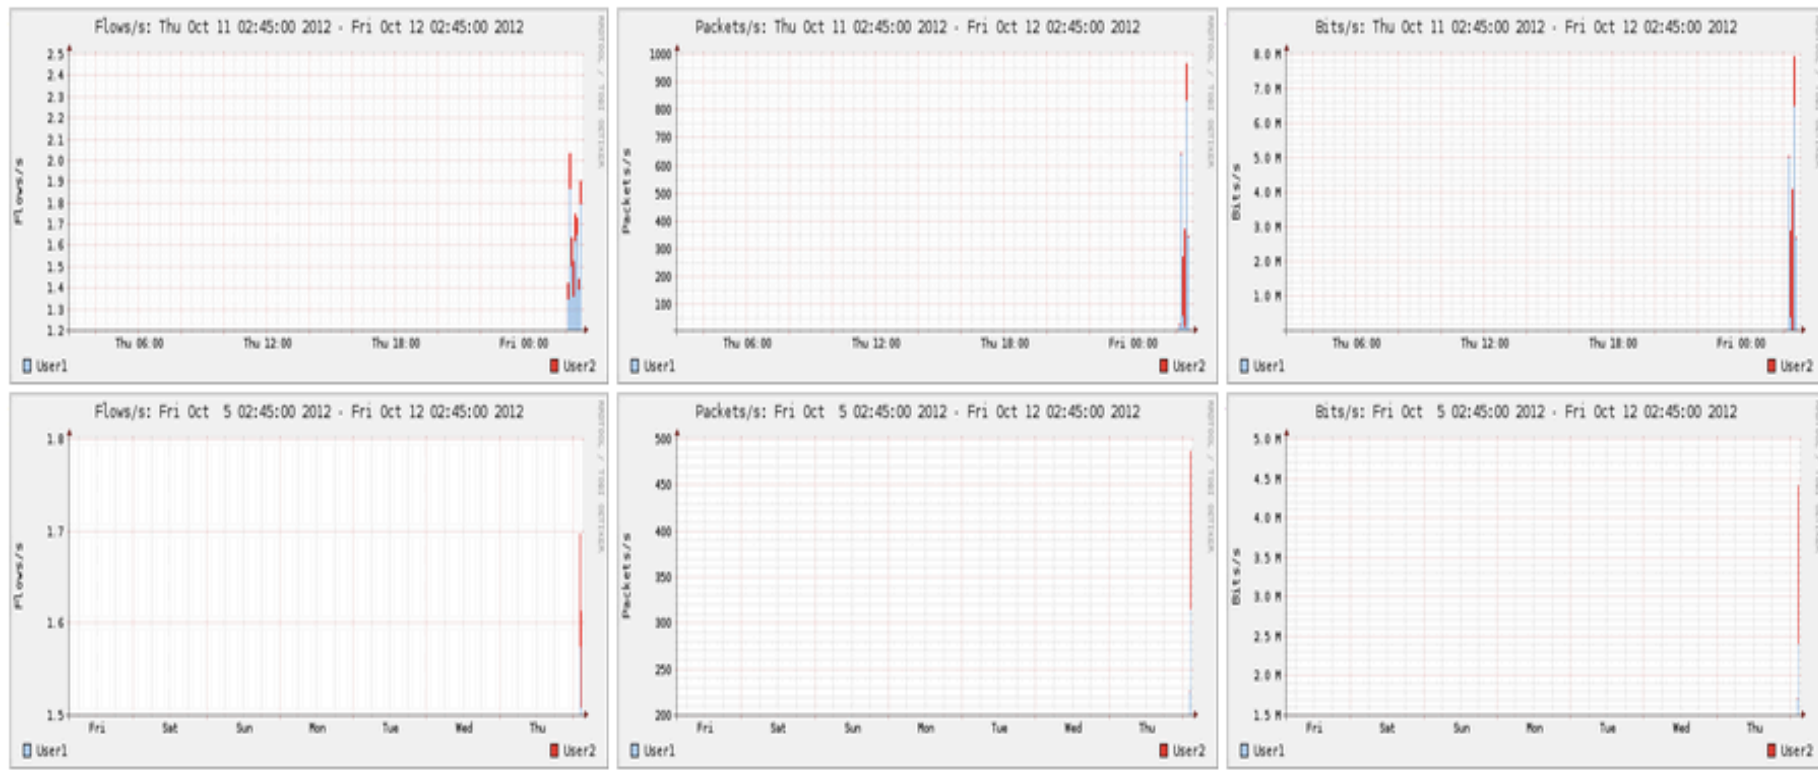 Flows/s: Thu Oct 11 02:45:00 2012 - Fri Oct 12 02:45:00 2012
RRDTOOL / TOBI OETIKER
Flows/s
2.5
2.4
2.3
2.2
2.1
2.0
1.9
1.8
1.7
1.6
1.5
1.4
1.3
1.2
Thu 06:00 Thu 12:00 Thu 18:00 Fri 00:00
User1 User2
Packets/s: Thu Oct 11 02:45:00 2012 - Fri Oct 12 02:45:00 2012
RRDTOOL / TOBI OETIKER
Packets/s
1000
900
800
700
600
500
400
300
200
100
Thu 06:00 Thu 12:00 Thu 18:00 Fri 00:00
User1 User2
Bits/s: Thu Oct 11 02:45:00 2012 - Fri Oct 12 02:45:00 2012
Bits/s
8.0 M
7.0 M
6.0 M
5.0 M
4.0 M
3.0 M
2.0 M
1.0 M
Thu 06:00 Thu 12:00 Thu 18:00 Fri 00:00
User1 User2
Flows/s: Fri Oct 5 02:45:00 2012 - Fri Oct 12 02:45:00 2012
RRDTOOL / TOBI OETIKER
Flows/s
1.8
1.7
1.6
1.5
Fri Sat Sun Mon Tue Wed Thu
User1 User2
Packets/s: Fri Oct 5 02:45:00 2012 - Fri Oct 12 02:45:00 2012
RRDTOOL / TOBI OETIKER
Packets/s
500
450
400
350
300
250
200
Fri Sat Sun Mon Tue Wed Thu
User1 User2
Bits/s: Fri Oct 5 02:45:00 2012 - Fri Oct 12 02:45:00 2012
Bits/s
5.0 M
4.5 M
4.0 M
3.5 M
3.0 M
2.5 M
2.0 M
1.5 M
Fri Sat Sun Mon Tue Wed Thu
User1 User2